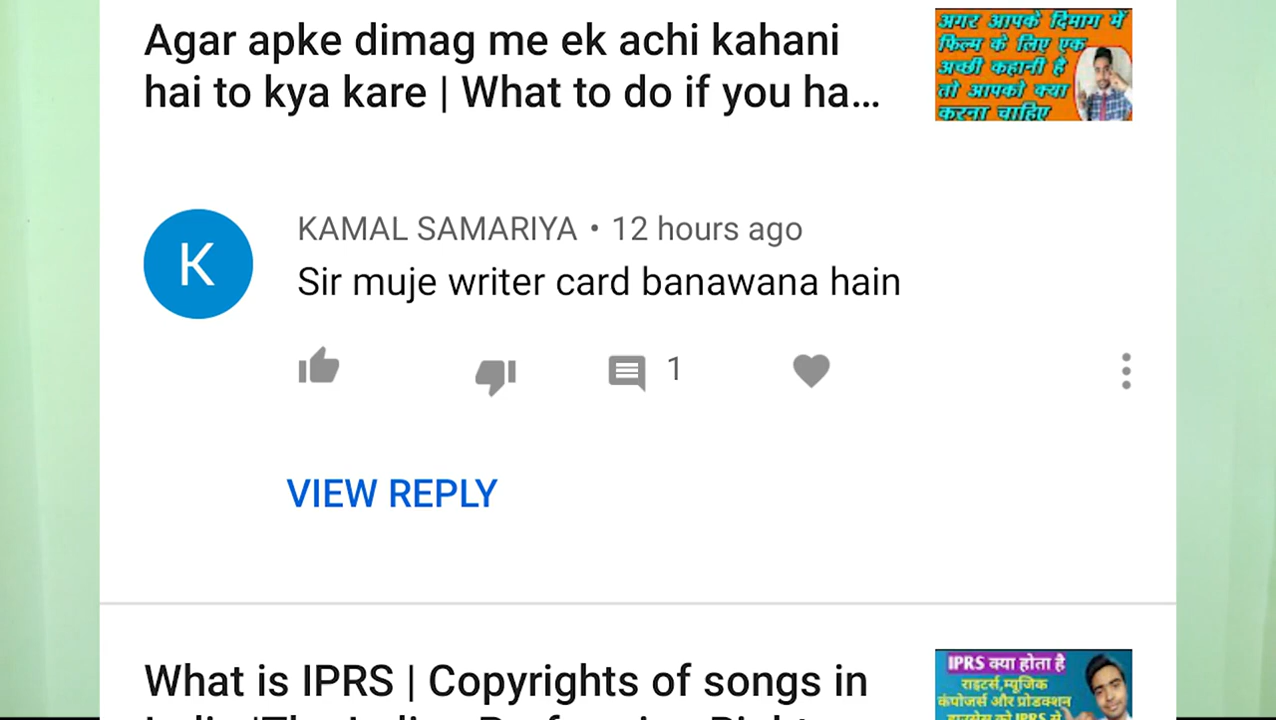 Agar apke dimag me ek achi kahani
hai to kya kare | What to do if you ha...
अगर आपके दिमाग में
फिल्म के लिए एक
अच्छी कहानी है
तो आपको क्या
करना चाहिए
K
KAMAL SAMARIYA • 12 hours ago
Sir muje writer card banawana hain
1
VIEW REPLY
What is IPRS | Copyrights of songs in
IPRS क्या होता है
राइटर्स,म्यूजिक
कंपोजर्स और प्रोडक्शन